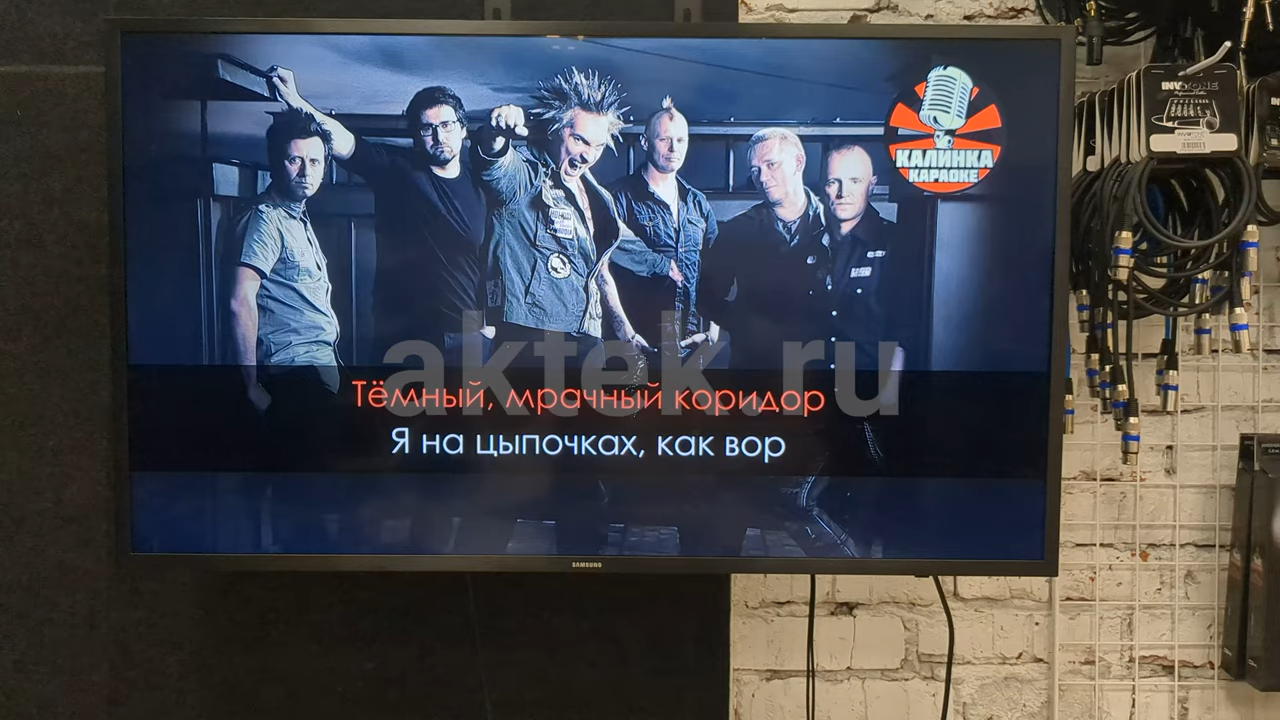 КАЛИНКА
КАРАОКЕ
INVOTONE
aktek.ru
Тёмный, мрачный коридор
Я на цыпочках, как вор
SAMSUNG